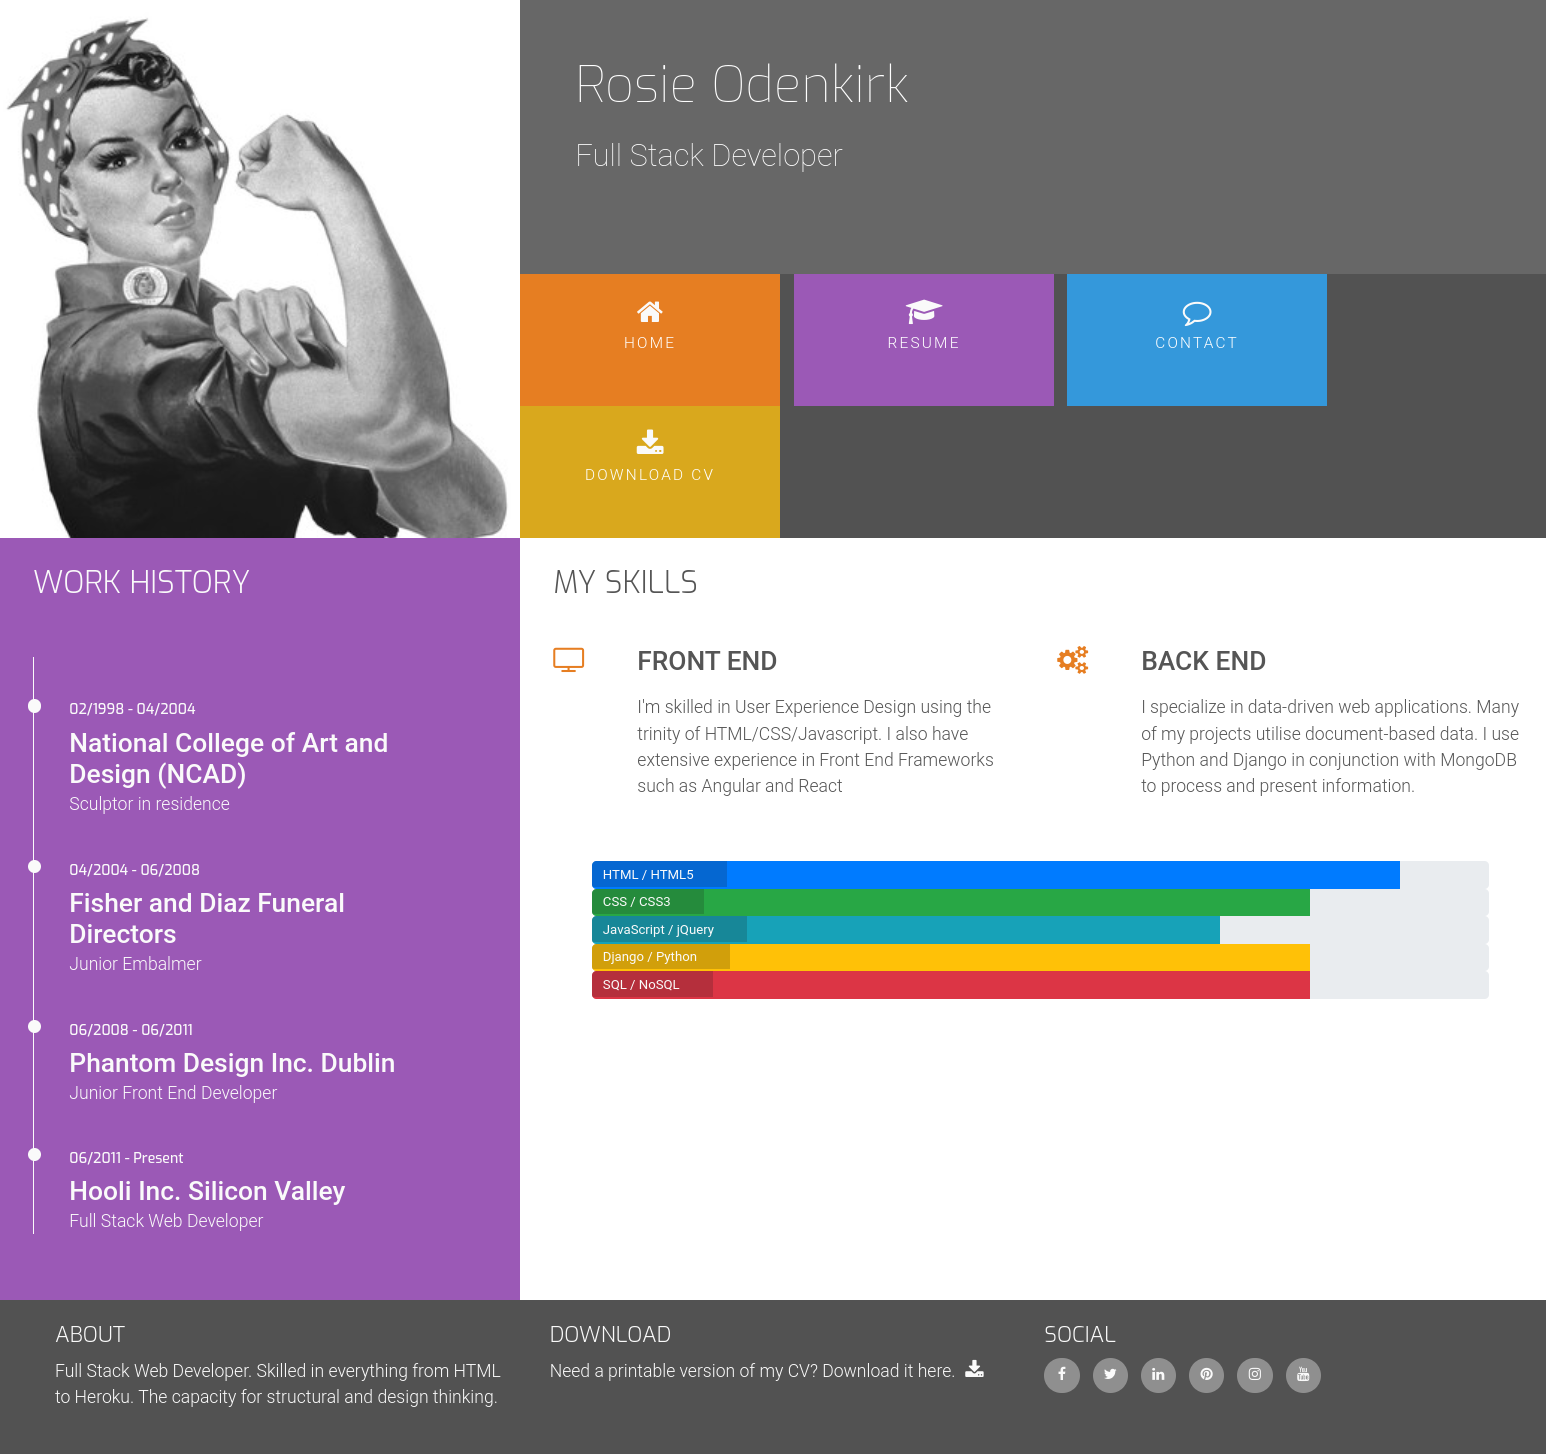 Rosie Odenkirk
Full Stack Developer
HOME
RESUME
CONTACT
DOWNLOAD CV
WORK HISTORY
02/1998 - 04/2004
National College of Art and
Design (NCAD)
Sculptor in residence
04/2004 - 06/2008
Fisher and Diaz Funeral
Directors
Junior Embalmer
06/2008 - 06/2011
Phantom Design Inc. Dublin
Junior Front End Developer
06/2011 - Present
Hooli Inc. Silicon Valley
Full Stack Web Developer
MY SKILLS
FRONT END
I'm skilled in User Experience Design using the
trinity of HTML/CSS/Javascript. I also have
extensive experience in Front End Frameworks
such as Angular and React
BACK END
I specialize in data-driven web applications. Many
of my projects utilise document-based data. I use
Python and Django in conjunction with MongoDB
to process and present information.
HTML / HTML5
CSS / CSS3
JavaScript / jQuery
Django / Python
SQL / NoSQL
ABOUT
Full Stack Web Developer. Skilled in everything from HTML
to Heroku. The capacity for structural and design thinking.
DOWNLOAD
Need a printable version of my CV? Download it here.
SOCIAL